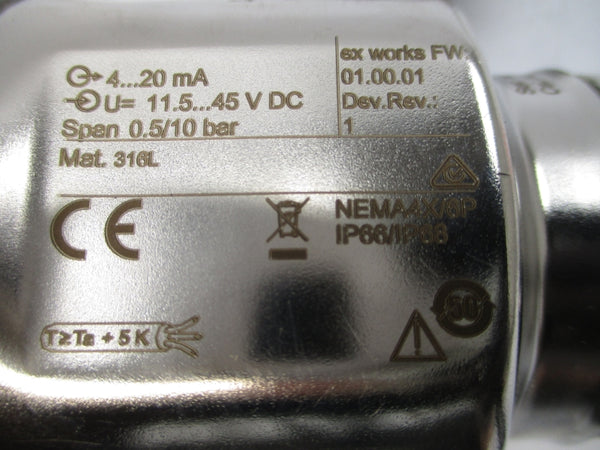 4...20 mA
U= 11.5...45 V DC
Span 0.5/10 bar
ex works FW:
01.00.01
Dev.Rev.:
1
Mat. 316L
CE
NEMA4X/6P
IP66/IP68
50
T≥Ta + 5 K